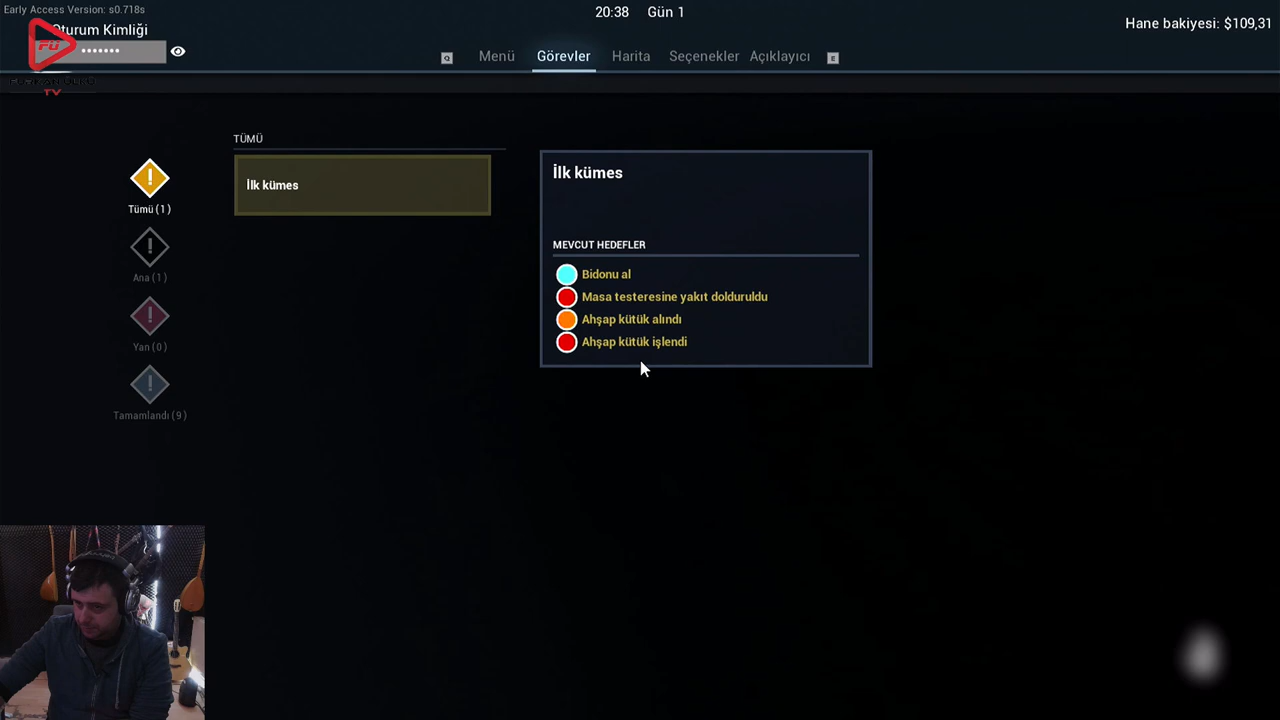 Early Access Version: s0.718s
20:38 Gün 1
Hane bakiyesi: $109,31
Oturum Kimliği
FU
•••••••
TV
Q Menü Görevler Harita Seçenekler Açıklayıcı E
TÜMÜ
İlk kümes
Tümü (1)
Ana (1)
Yan (0)
Tamamlandı (9)
İlk kümes
MEVCUT HEDEFLER
Bidonu al
Masa testeresine yakıt dolduruldu
Ahşap kütük alındı
Ahşap kütük işlendi